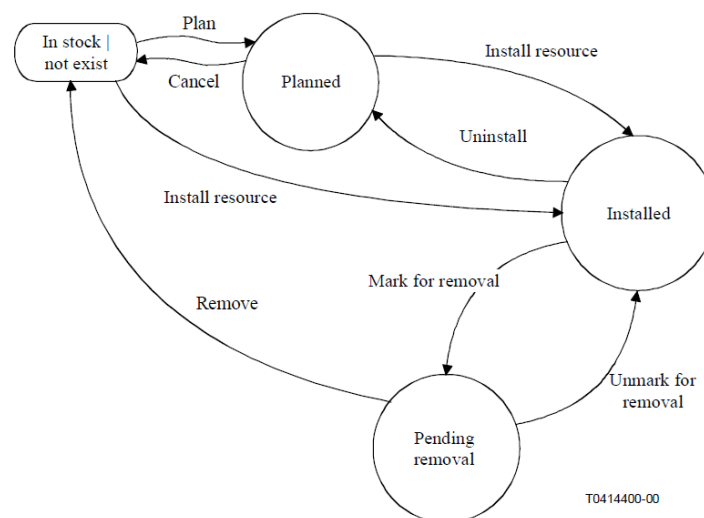 Plan
In stock |
not exist
Install resource
Cancel
Planned
Uninstall
Install resource
Installed
Mark for removal
Remove
Unmark for
removal
Pending
removal
T0414400-00